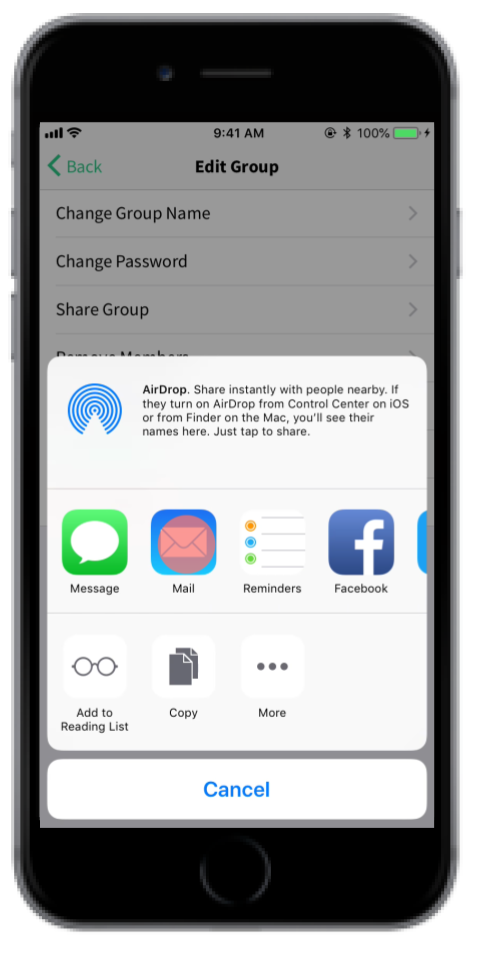 9:41 AM
100%
Back
Edit Group
Change Group Name
Change Password
Share Group
Remove Members
AirDrop. Share instantly with people nearby. If
they turn on AirDrop from Control Center on iOS
or from Finder on the Mac, you'll see their
names here. Just tap to share.
Message
Mail
Reminders
Facebook
Add to
Reading List
Copy
More
Cancel